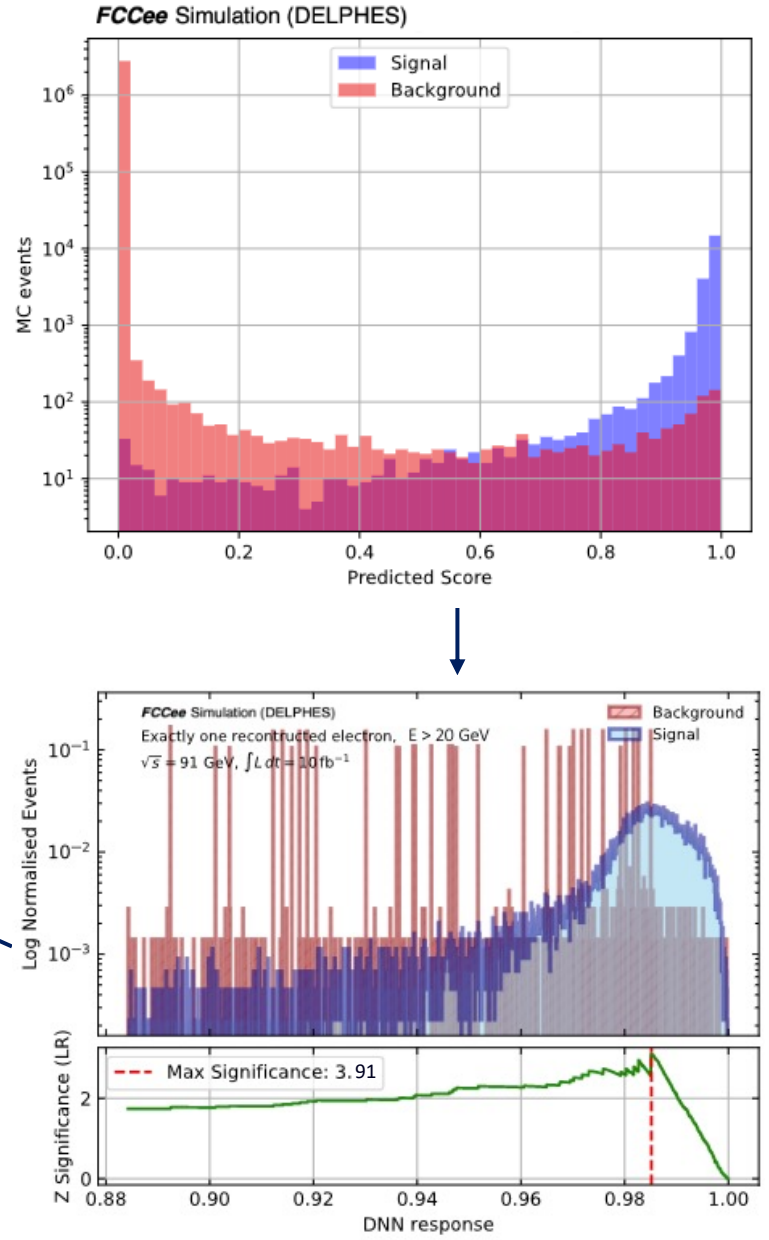 FCCee Simulation (DELPHES)
Signal
Background
10⁶
10⁵
10⁴
10³
10²
10¹
MC events
0.0 0.2 0.4 0.6 0.8 1.0
Predicted Score
FCCee Simulation (DELPHES)
Exactly one reconstructed electron, E > 20 GeV
√s = 91 GeV, ∫L dt = 10 fb⁻¹
Background
Signal
10⁻¹
10⁻²
10⁻³
Log Normalised Events
Max Significance: 3.91
2
0
Z Significance (LR)
0.88 0.90 0.92 0.94 0.96 0.98 1.00
DNN response